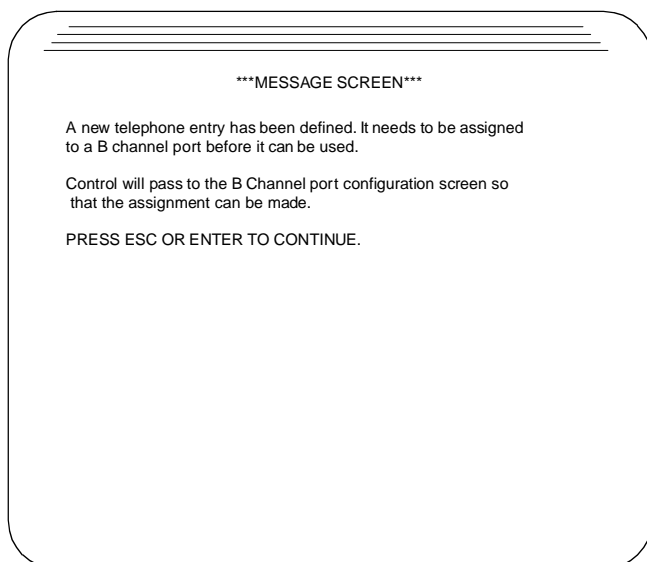 ***MESSAGE SCREEN***
A new telephone entry has been defined. It needs to be assigned
to a B channel port before it can be used.
Control will pass to the B Channel port configuration screen so
that the assignment can be made.
PRESS ESC OR ENTER TO CONTINUE.